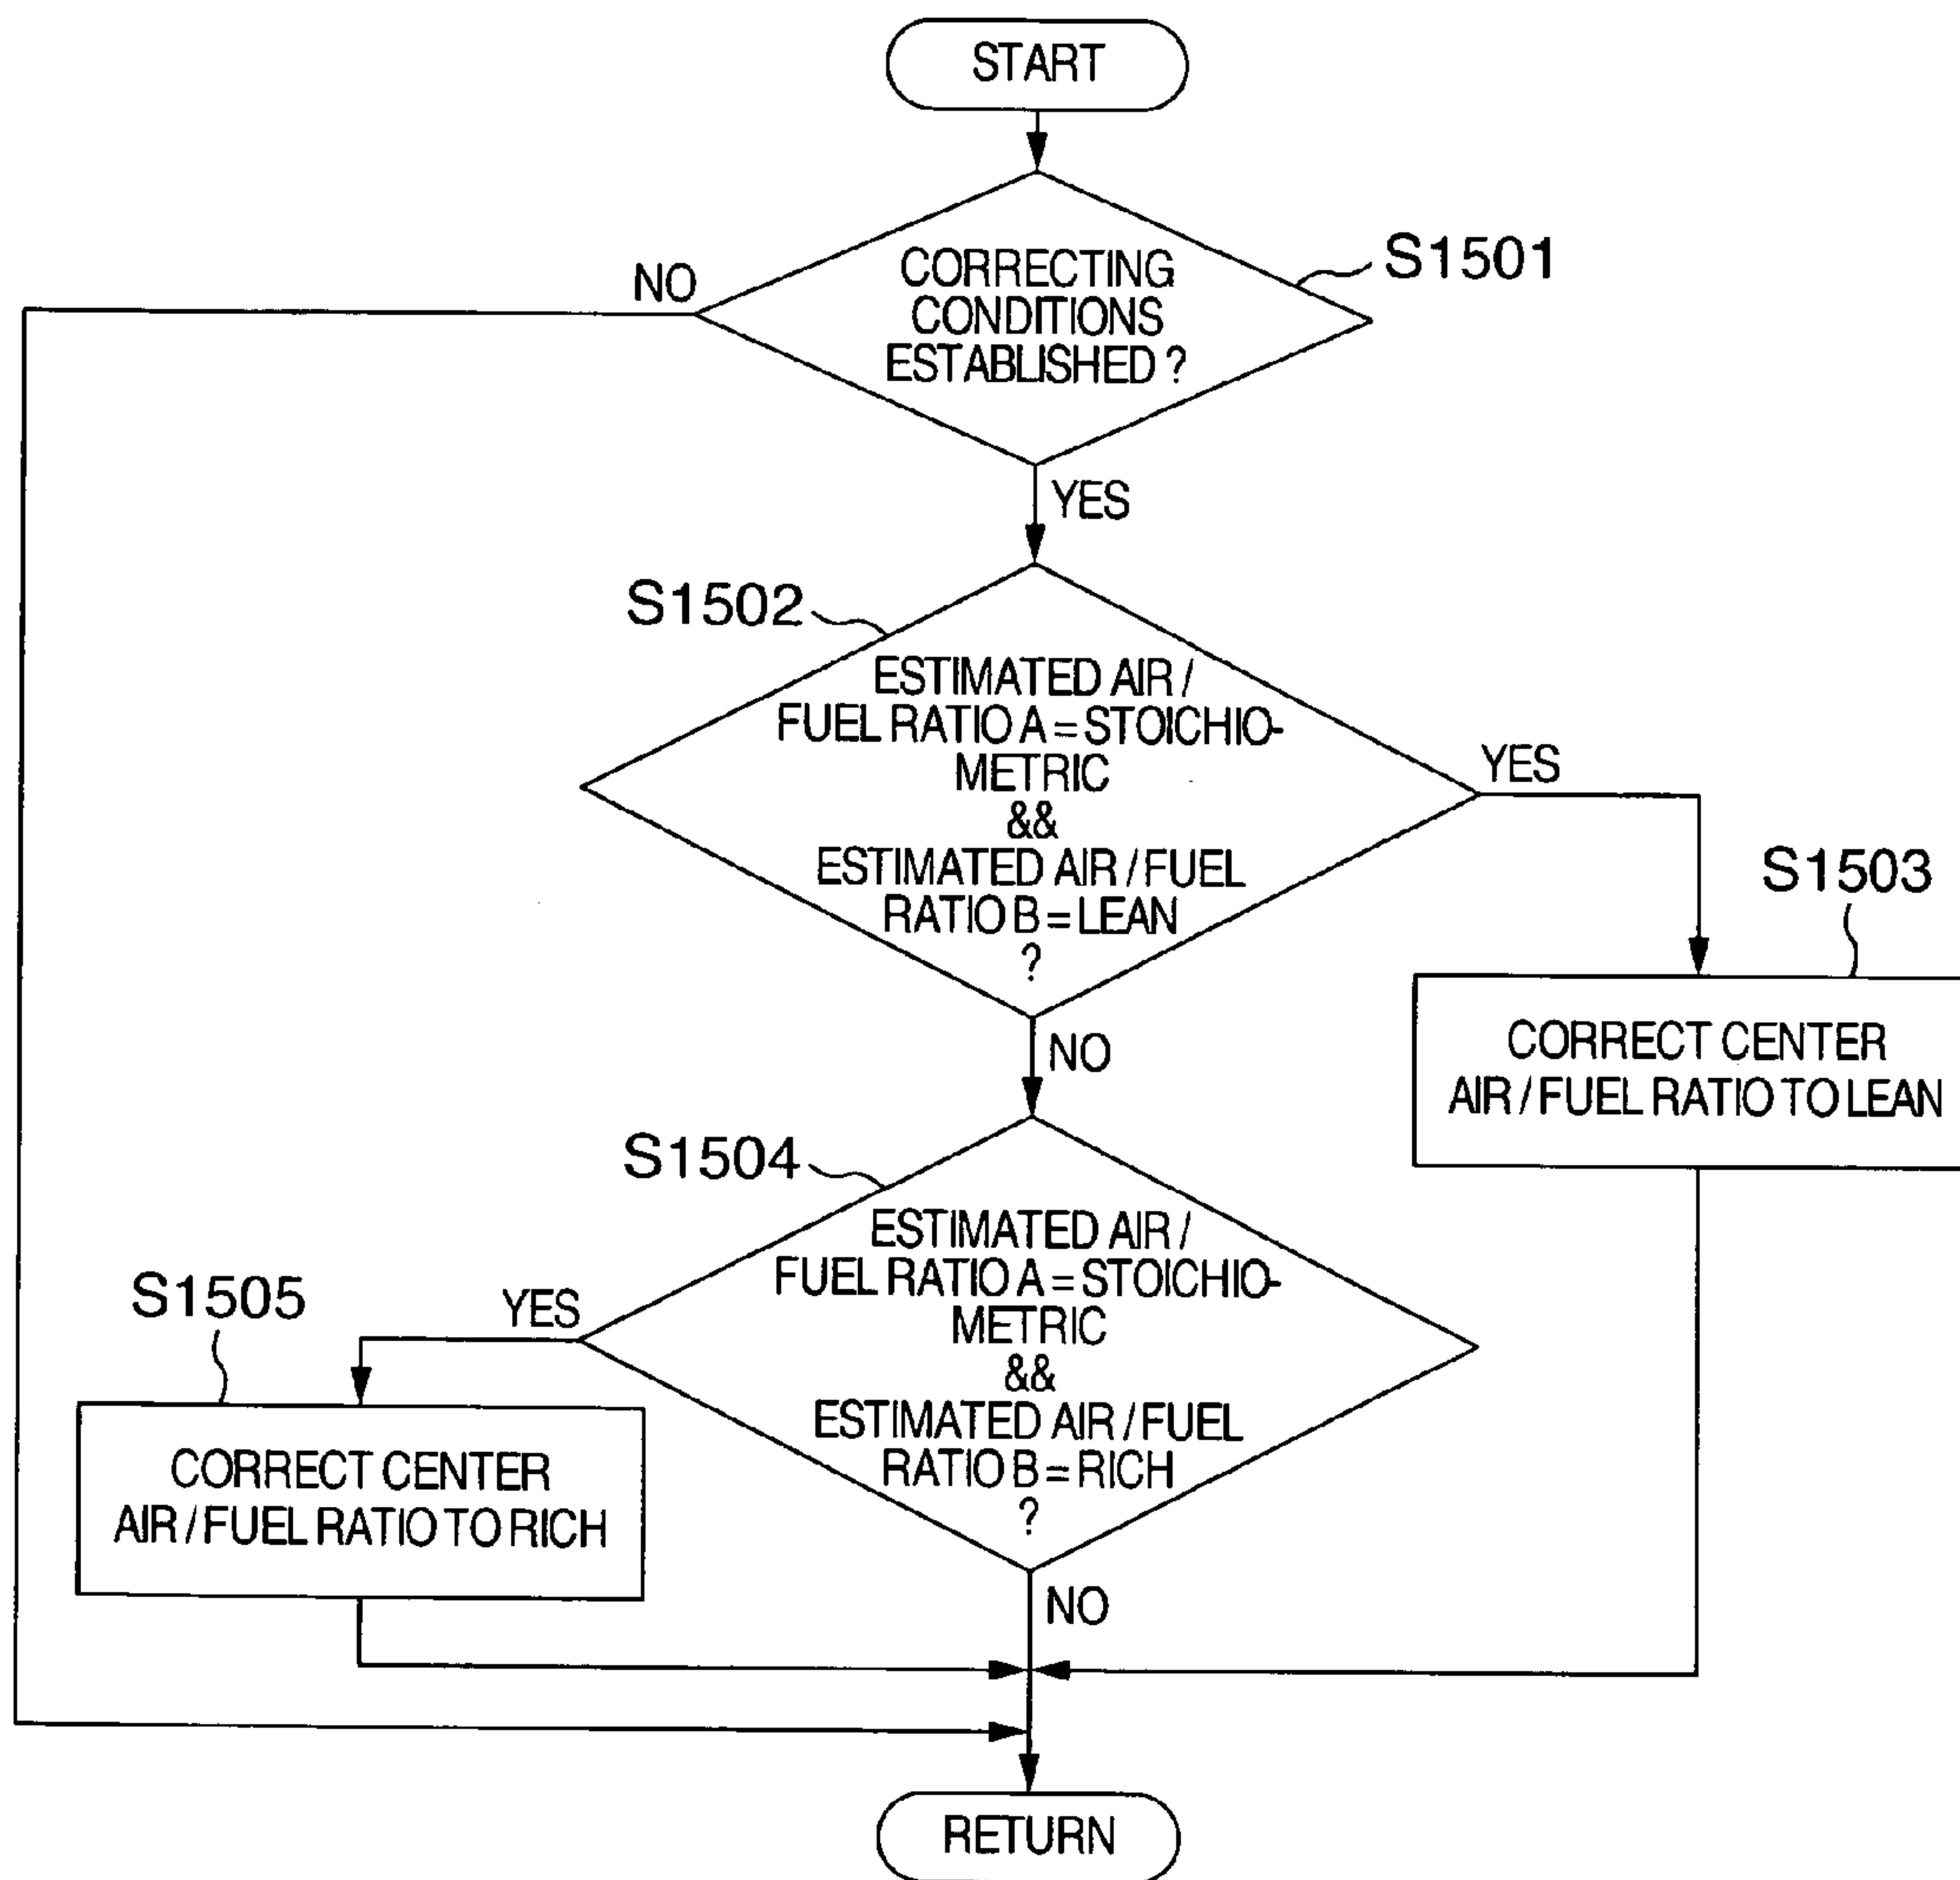 START
NO
CORRECTING
CONDITIONS
ESTABLISHED ?
S1501
YES
S1502
ESTIMATED AIR /
FUEL RATIO A = STOICHIO-
METRIC
&&
ESTIMATED AIR / FUEL
RATIO B = LEAN
?
YES
S1503
CORRECT CENTER
AIR / FUEL RATIO TO LEAN
NO
S1504
ESTIMATED AIR /
FUEL RATIO A = STOICHIO-
METRIC
&&
ESTIMATED AIR / FUEL
RATIO B = RICH
?
YES
S1505
CORRECT CENTER
AIR / FUEL RATIO TO RICH
NO
RETURN